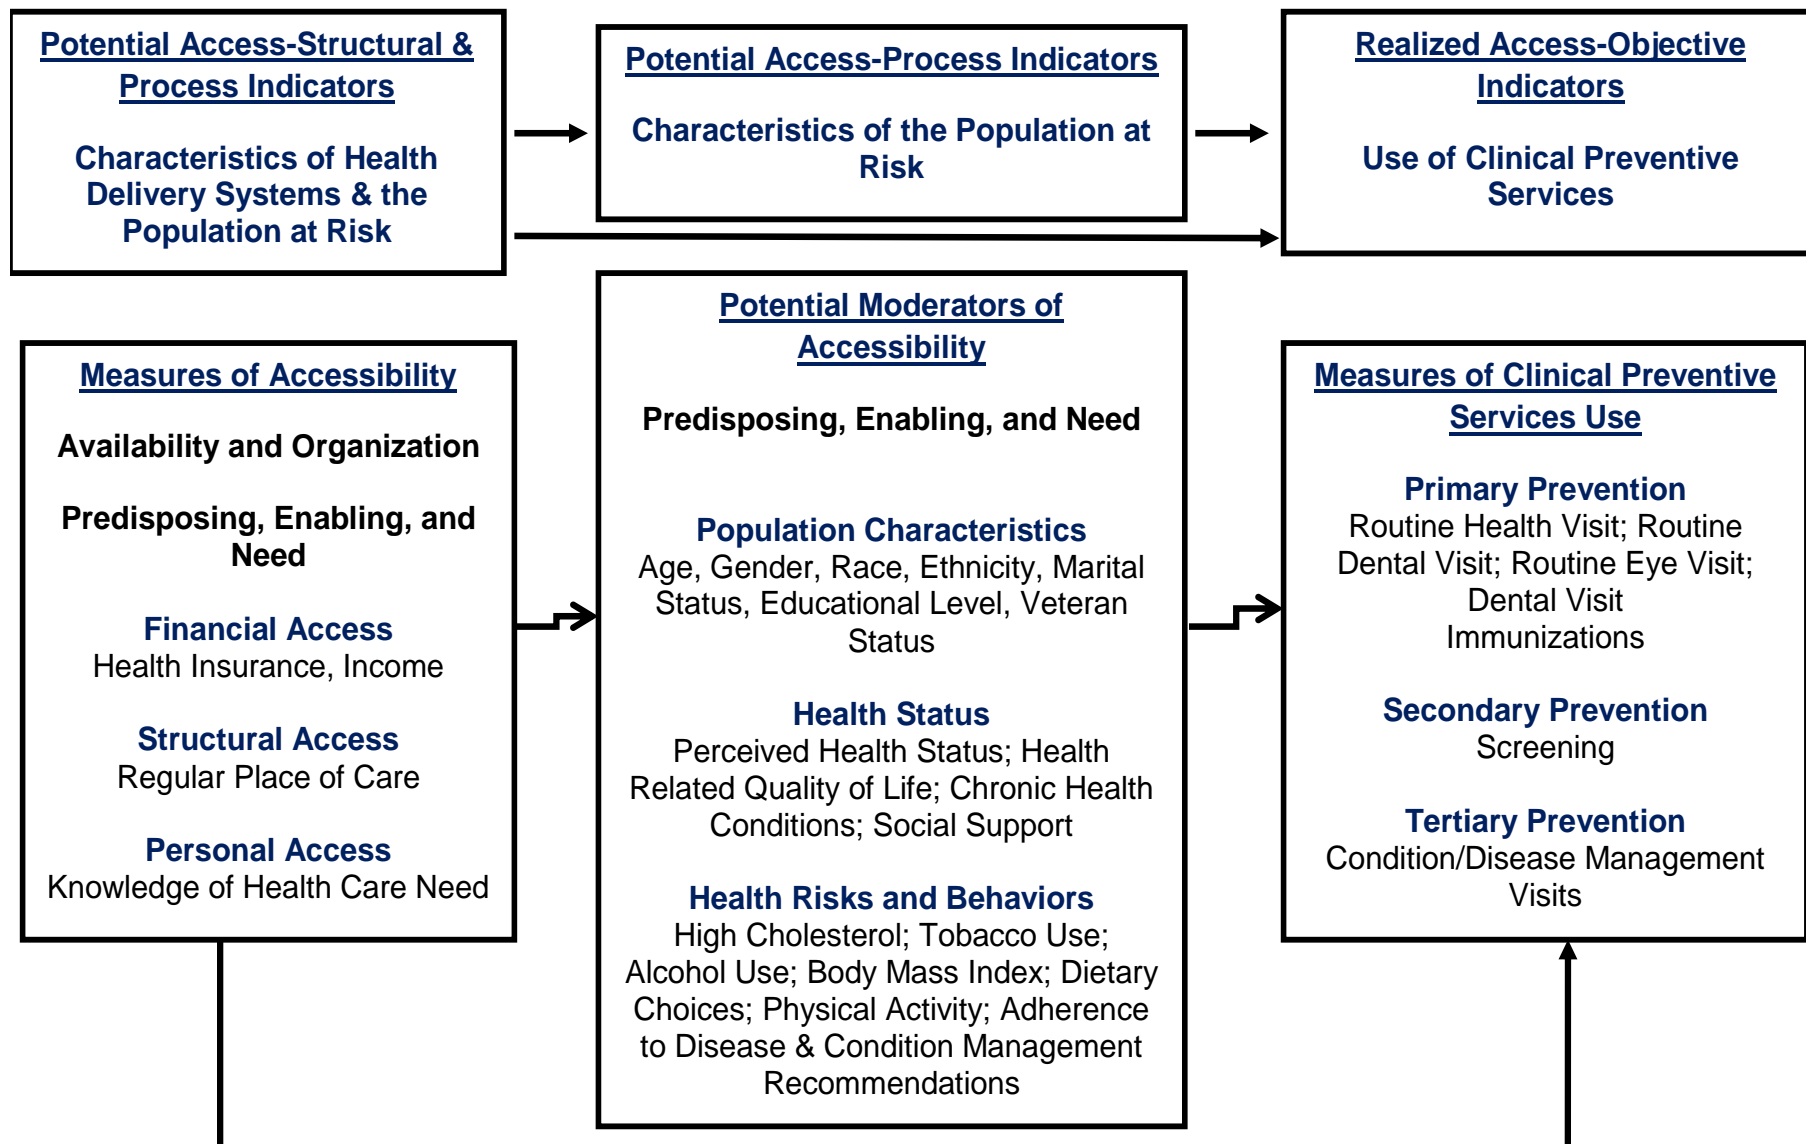 Potential Access-Structural &
Process Indicators
Characteristics of Health
Delivery Systems & the
Population at Risk
Potential Access-Process Indicators
Characteristics of the Population at
Risk
Realized Access-Objective
Indicators
Use of Clinical Preventive
Services
Measures of Accessibility
Availability and Organization
Predisposing, Enabling, and
Need
Financial Access
Health Insurance, Income
Structural Access
Regular Place of Care
Personal Access
Knowledge of Health Care Need
Potential Moderators of
Accessibility
Predisposing, Enabling, and Need
Population Characteristics
Age, Gender, Race, Ethnicity, Marital
Status, Educational Level, Veteran
Status
Health Status
Perceived Health Status; Health
Related Quality of Life; Chronic Health
Conditions; Social Support
Health Risks and Behaviors
High Cholesterol; Tobacco Use;
Alcohol Use; Body Mass Index; Dietary
Choices; Physical Activity; Adherence
to Disease & Condition Management
Recommendations
Measures of Clinical Preventive
Services Use
Primary Prevention
Routine Health Visit; Routine
Dental Visit; Routine Eye Visit;
Dental Visit
Immunizations
Secondary Prevention
Screening
Tertiary Prevention
Condition/Disease Management
Visits